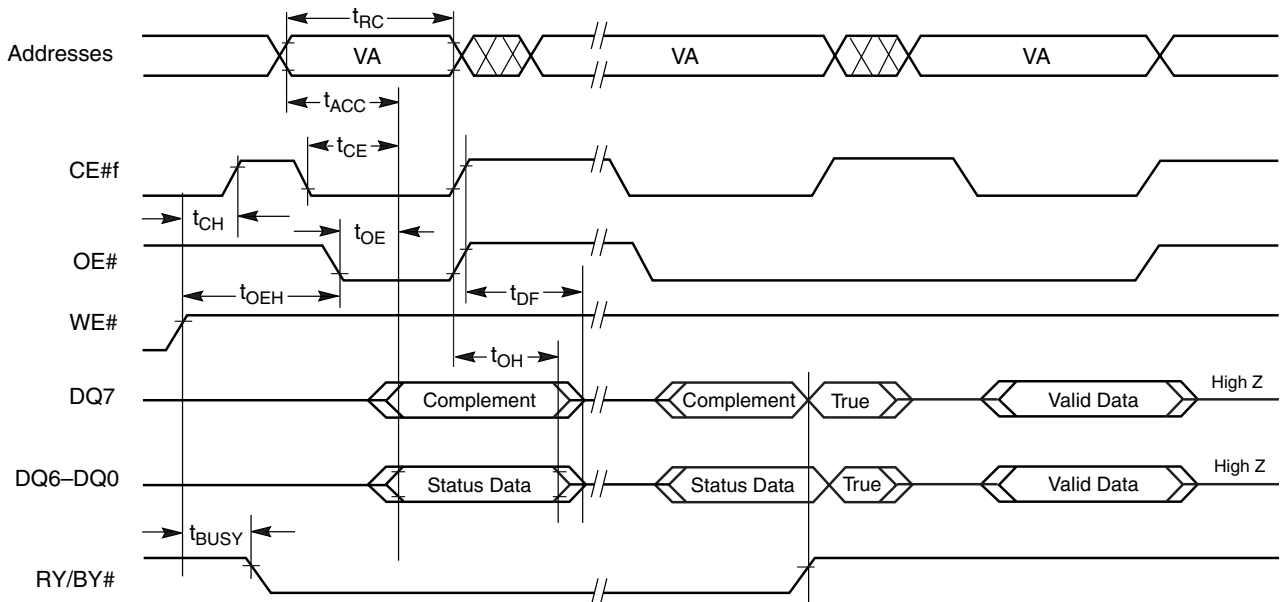 tRC
Addresses VA VA VA
tACC
tCE
CE#f
tCH tOE
OE#
tOEH tDF
WE#
tOH
DQ7 Complement Complement True Valid Data High Z
DQ6–DQ0 Status Data Status Data True Valid Data High Z
tBUSY
RY/BY#